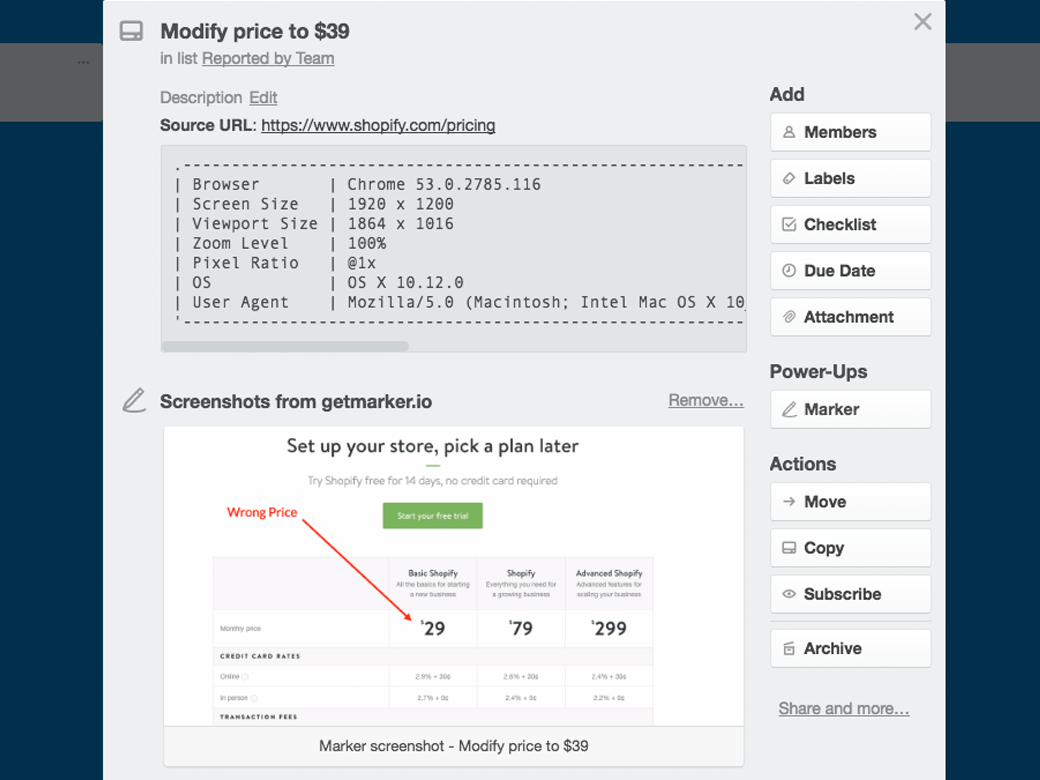 Modify price to $39
in list Reported by Team
...
Description Edit
Source URL: https://www.shopify.com/pricing
.-----------------------------------------------------
| Browser | Chrome 53.0.2785.116
| Screen Size | 1920 x 1200
| Viewport Size | 1864 x 1016
| Zoom Level | 100%
| Pixel Ratio | @1x
| OS | OS X 10.12.0
| User Agent | Mozilla/5.0 (Macintosh; Intel Mac OS X 10_
'-----------------------------------------------------
Screenshots from getmarker.io
Remove...
Set up your store, pick a plan later
Try Shopify free for 14 days, no credit card required
Wrong Price
Start your free trial
Basic Shopify
All the basics for starting
a new business
Shopify
Everything you need for
a growing business
Advanced Shopify
Advanced features for
scaling your business
Monthly price
$29
$79
$299
CREDIT CARD RATES
Online
2.9% + 30¢
2.6% + 30¢
2.4% + 30¢
In person
2.7% + 0¢
2.4% + 0¢
2.2% + 0¢
TRANSACTION FEES
Marker screenshot - Modify price to $39
Add
Members
Labels
Checklist
Due Date
Attachment
Power-Ups
Marker
Actions
Move
Copy
Subscribe
Archive
Share and more...